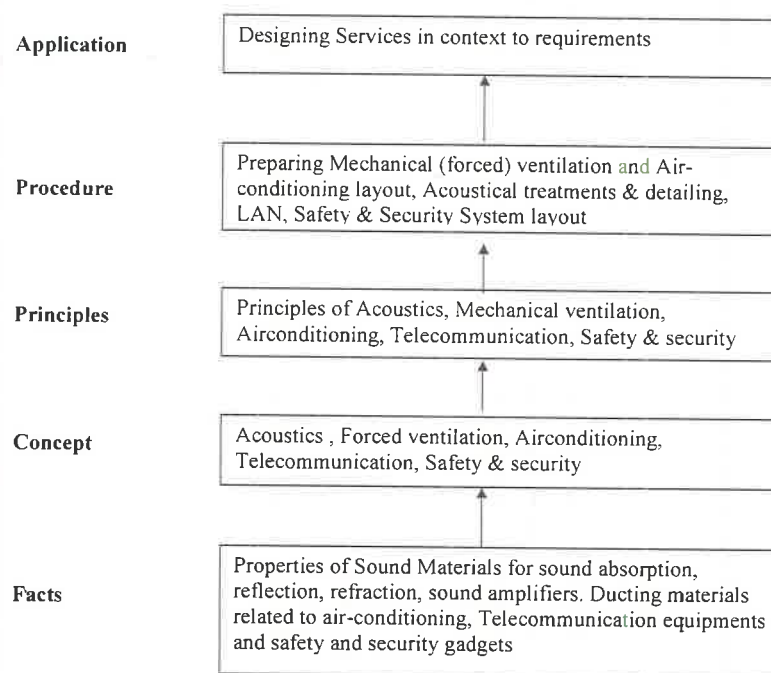 Application
Designing Services in context to requirements
Procedure
Preparing Mechanical (forced) ventilation and Air-
conditioning layout, Acoustical treatments & detailing,
LAN, Safety & Security System layout
Principles
Principles of Acoustics, Mechanical ventilation,
Airconditioning, Telecommunication, Safety & security
Concept
Acoustics , Forced ventilation, Airconditioning,
Telecommunication, Safety & security
Facts
Properties of Sound Materials for sound absorption,
reflection, refraction, sound amplifiers. Ducting materials
related to air-conditioning, Telecommunication equipments
and safety and security gadgets